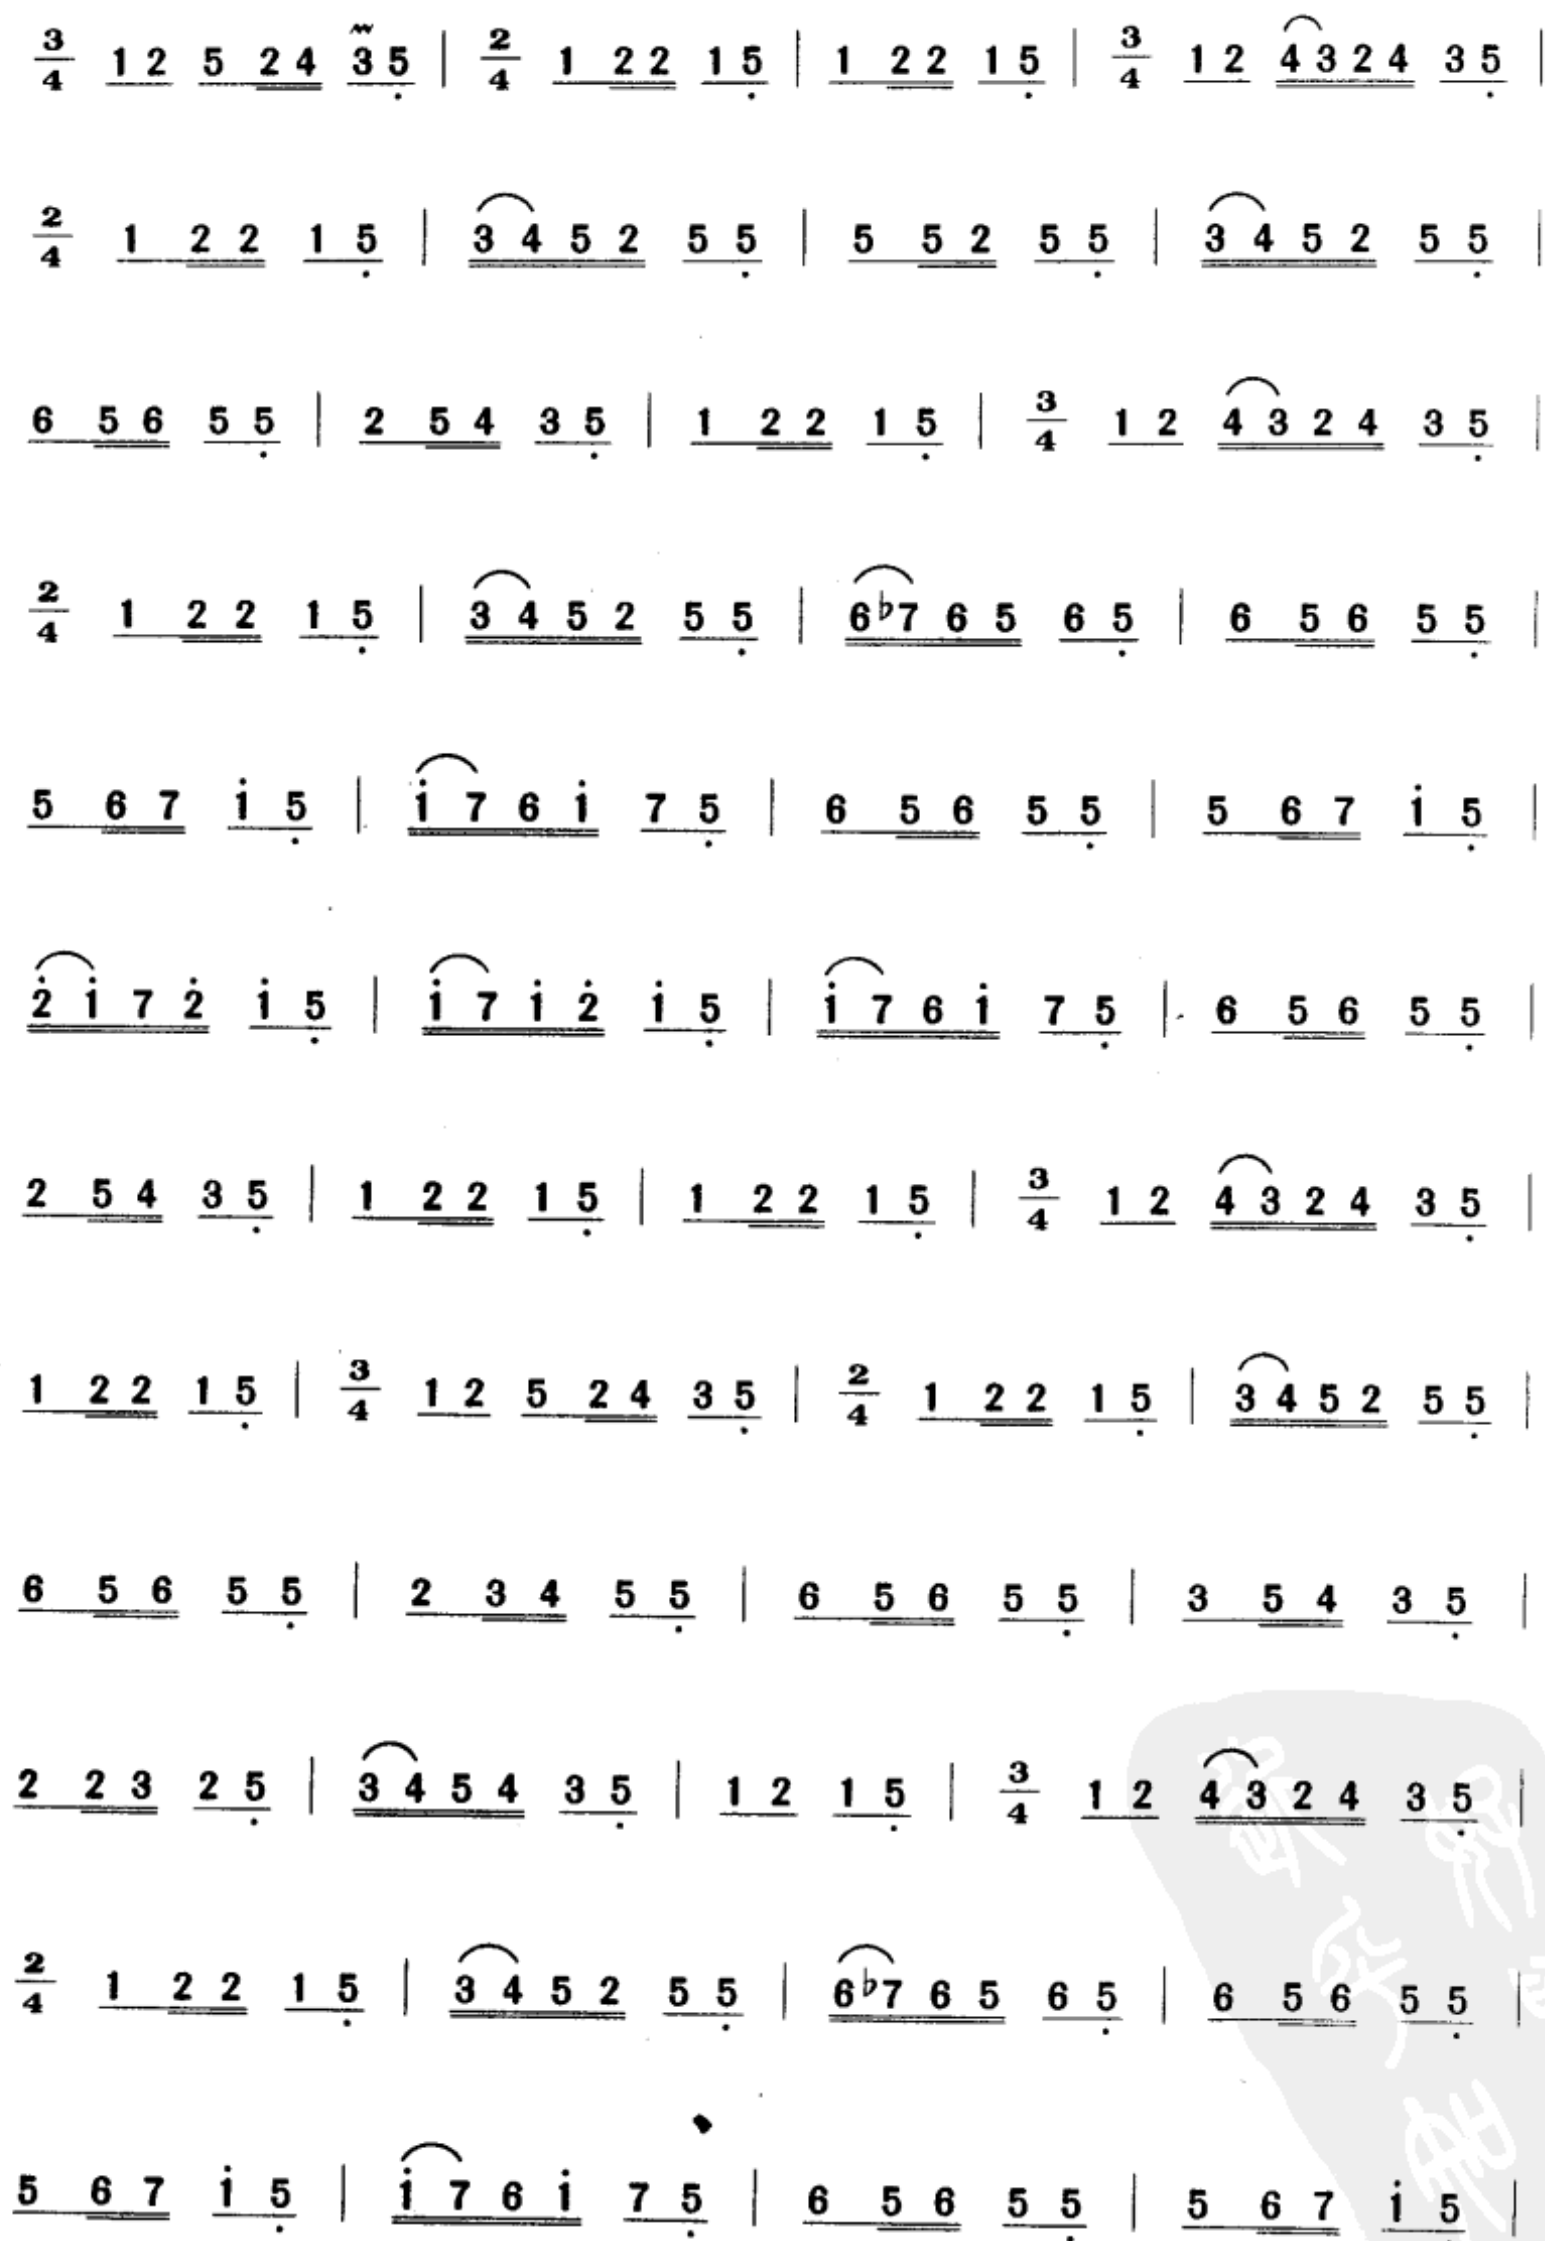 3/4 1 2 5 2 4 3 5̣ | 2/4 1 2 2 1 5̣ | 1 2 2 1 5̣ | 3/4 1 2 4 3 2 4 3 5̣ |
2/4 1 2 2 1 5̣ | 3 4 5 2 5 5̣ | 5 5 2 5 5̣ | 3 4 5 2 5 5̣ |
6 5 6 5 5̣ | 2 5 4 3 5̣ | 1 2 2 1 5̣ | 3/4 1 2 4 3 2 4 3 5̣ |
2/4 1 2 2 1 5̣ | 3 4 5 2 5 5̣ | 6 ♭7 6 5 6 5̣ | 6 5 6 5 5̣ |
5 6 7 1̇ 5̣ | 1̇ 7 6 1̇ 7 5̣ | 6 5 6 5 5̣ | 5 6 7 1̇ 5̣ |
2̇ 1̇ 7 2̇ 1̇ 5̣ | 1̇ 7 1̇ 2̇ 1̇ 5̣ | 1̇ 7 6 1̇ 7 5̣ | 6 5 6 5 5̣ |
2 5 4 3 5̣ | 1 2 2 1 5̣ | 1 2 2 1 5̣ | 3/4 1 2 4 3 2 4 3 5̣ |
1 2 2 1 5̣ | 3/4 1 2 5 2 4 3 5̣ | 2/4 1 2 2 1 5̣ | 3 4 5 2 5 5̣ |
6 5 6 5 5̣ | 2 3 4 5 5̣ | 6 5 6 5 5̣ | 3 5 4 3 5̣ |
2 2 3 2 5̣ | 3 4 5 4 3 5̣ | 1 2 1 5̣ | 3/4 1 2 4 3 2 4 3 5̣ |
2/4 1 2 2 1 5̣ | 3 4 5 2 5 5̣ | 6 ♭7 6 5 6 5̣ | 6 5 6 5 5̣ |
5 6 7 1̇ 5̣ | 1̇ 7 6 1̇ 7 5̣ | 6 5 6 5 5̣ | 5 6 7 1̇ 5̣ |